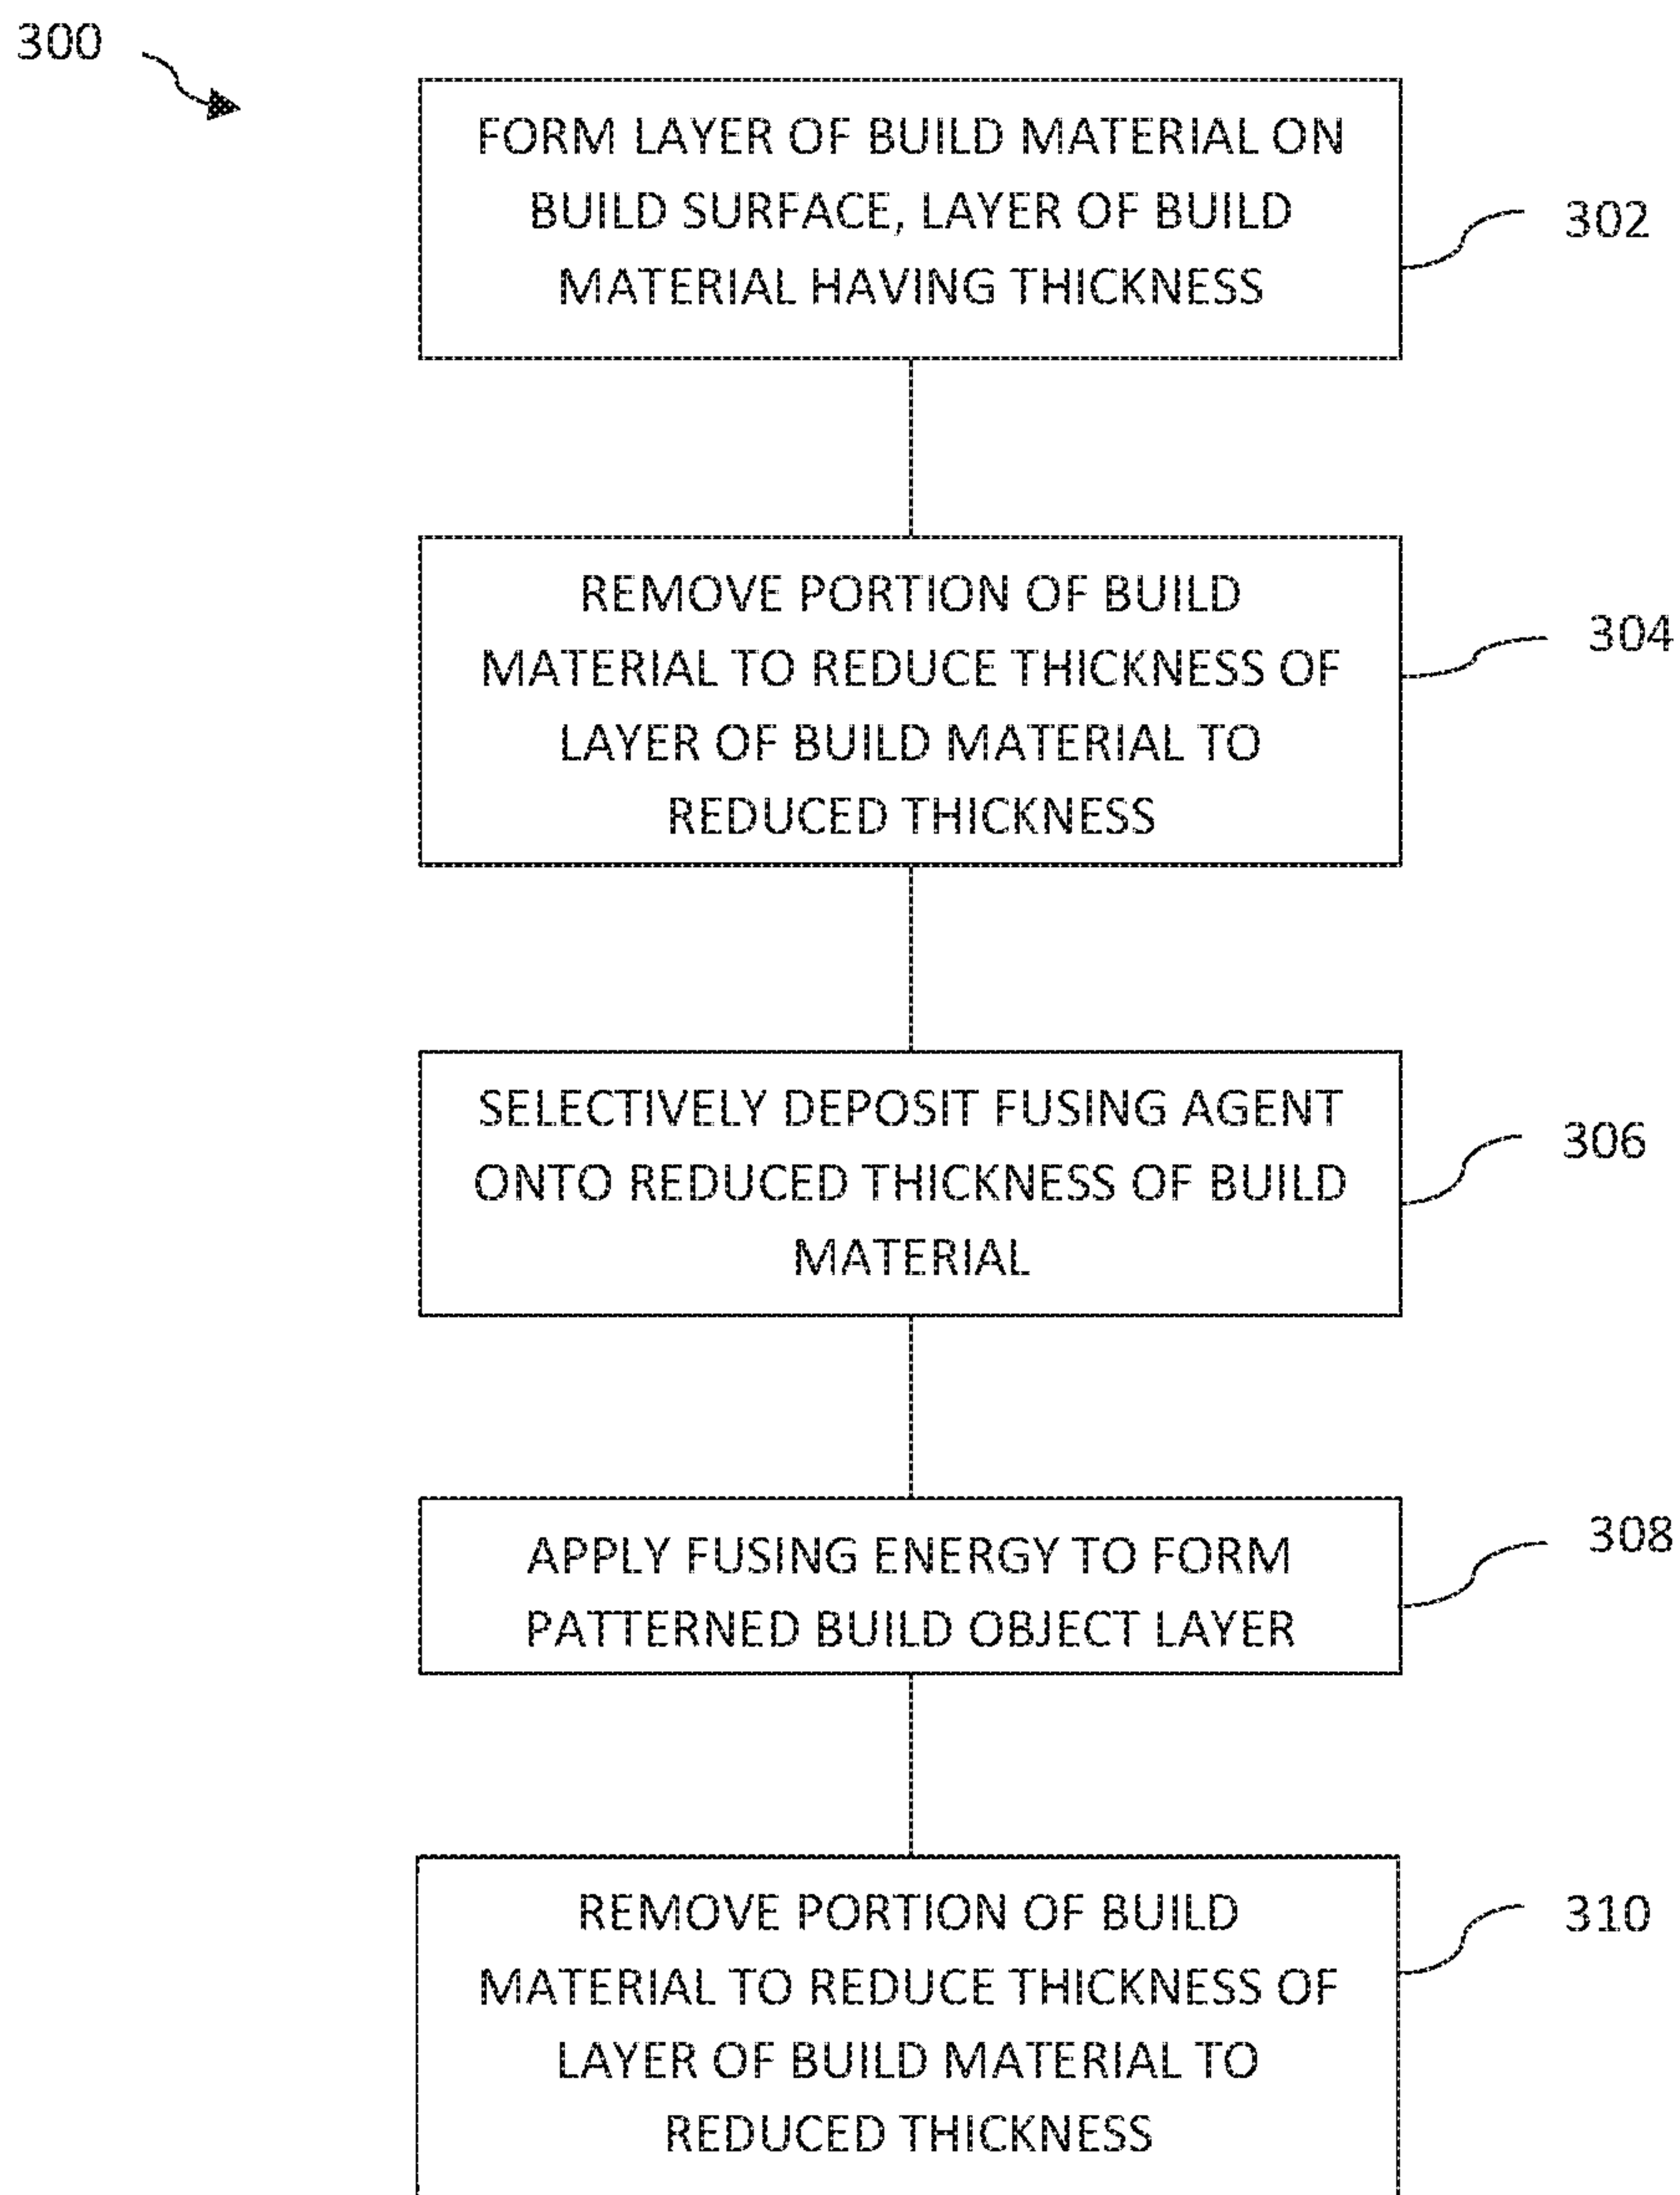 300
FORM LAYER OF BUILD MATERIAL ON
BUILD SURFACE, LAYER OF BUILD
MATERIAL HAVING THICKNESS
302
REMOVE PORTION OF BUILD
MATERIAL TO REDUCE THICKNESS OF
LAYER OF BUILD MATERIAL TO
REDUCED THICKNESS
304
SELECTIVELY DEPOSIT FUSING AGENT
ONTO REDUCED THICKNESS OF BUILD
MATERIAL
306
APPLY FUSING ENERGY TO FORM
PATTERNED BUILD OBJECT LAYER
308
REMOVE PORTION OF BUILD
MATERIAL TO REDUCE THICKNESS OF
LAYER OF BUILD MATERIAL TO
REDUCED THICKNESS
310